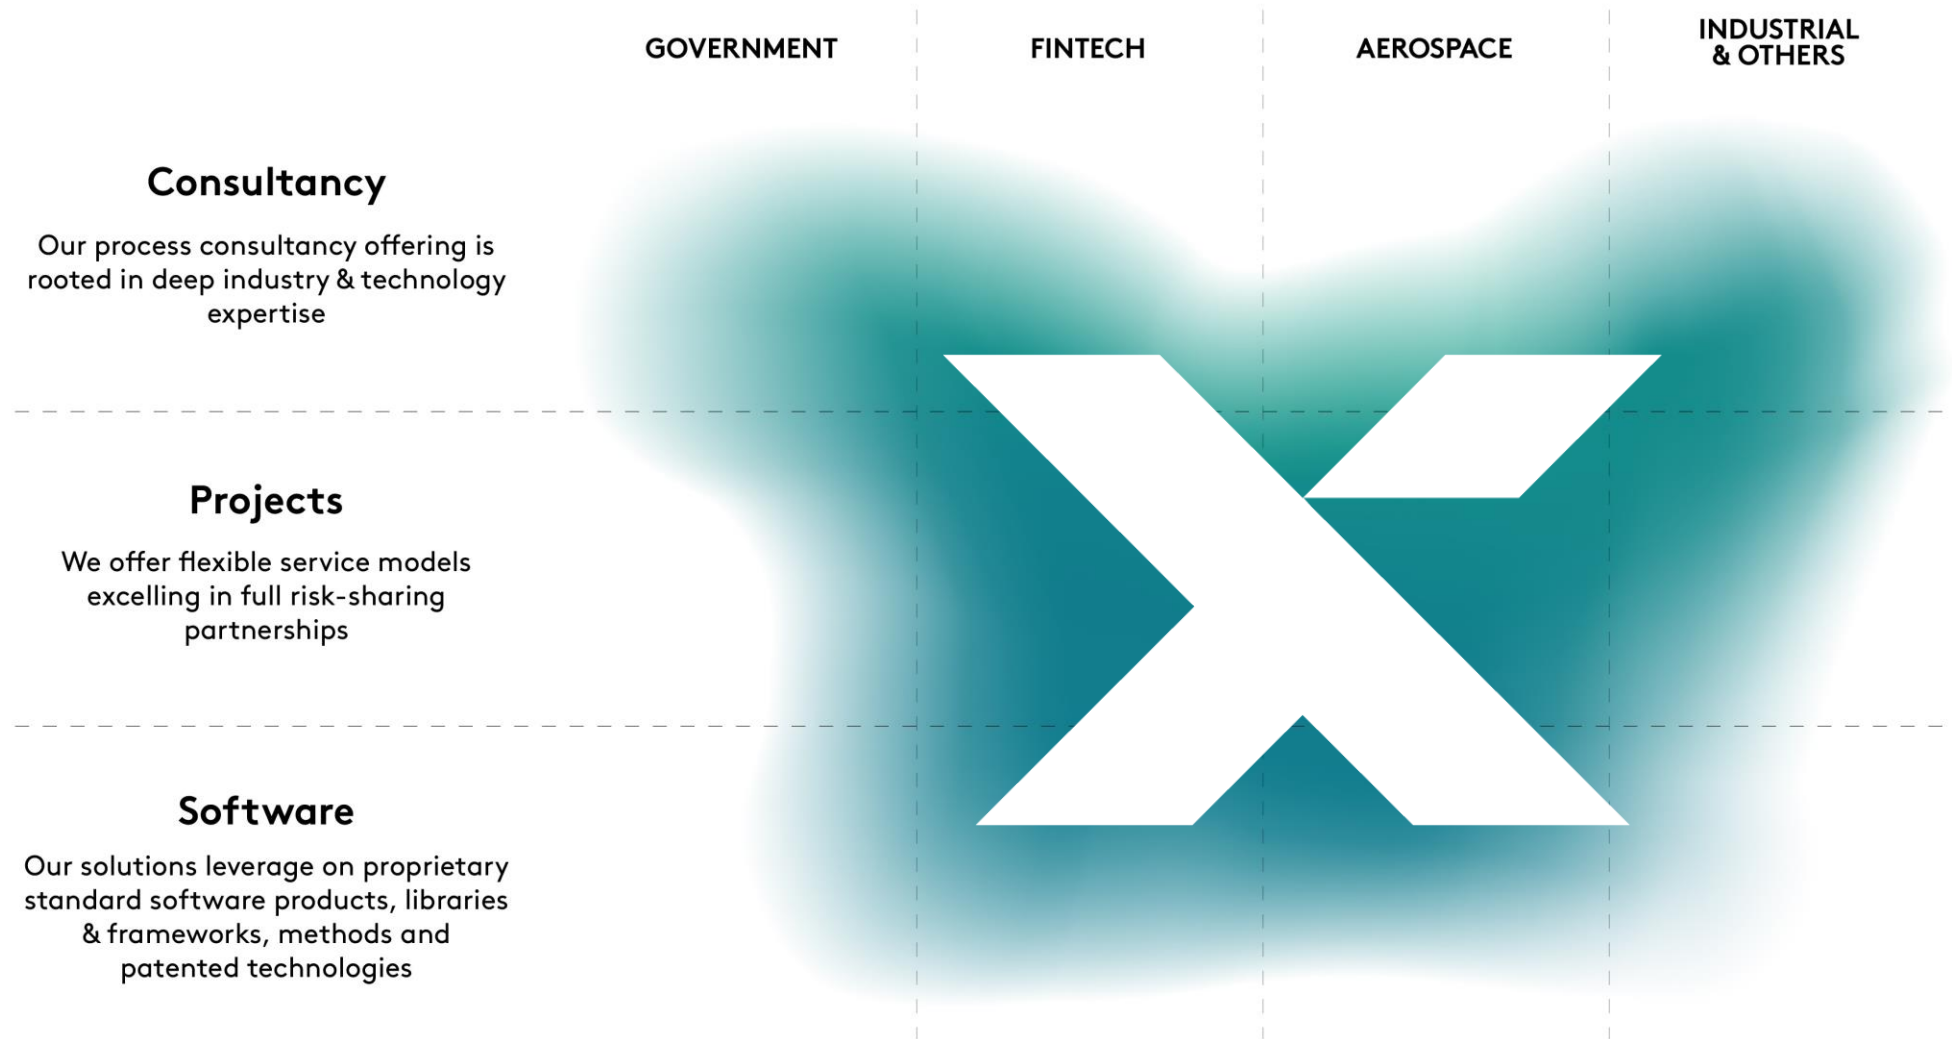 GOVERNMENT
FINTECH
AEROSPACE
INDUSTRIAL
& OTHERS
Consultancy
Our process consultancy offering is
rooted in deep industry & technology
expertise
Projects
We offer flexible service models
excelling in full risk-sharing
partnerships
Software
Our solutions leverage on proprietary
standard software products, libraries
& frameworks, methods and
patented technologies